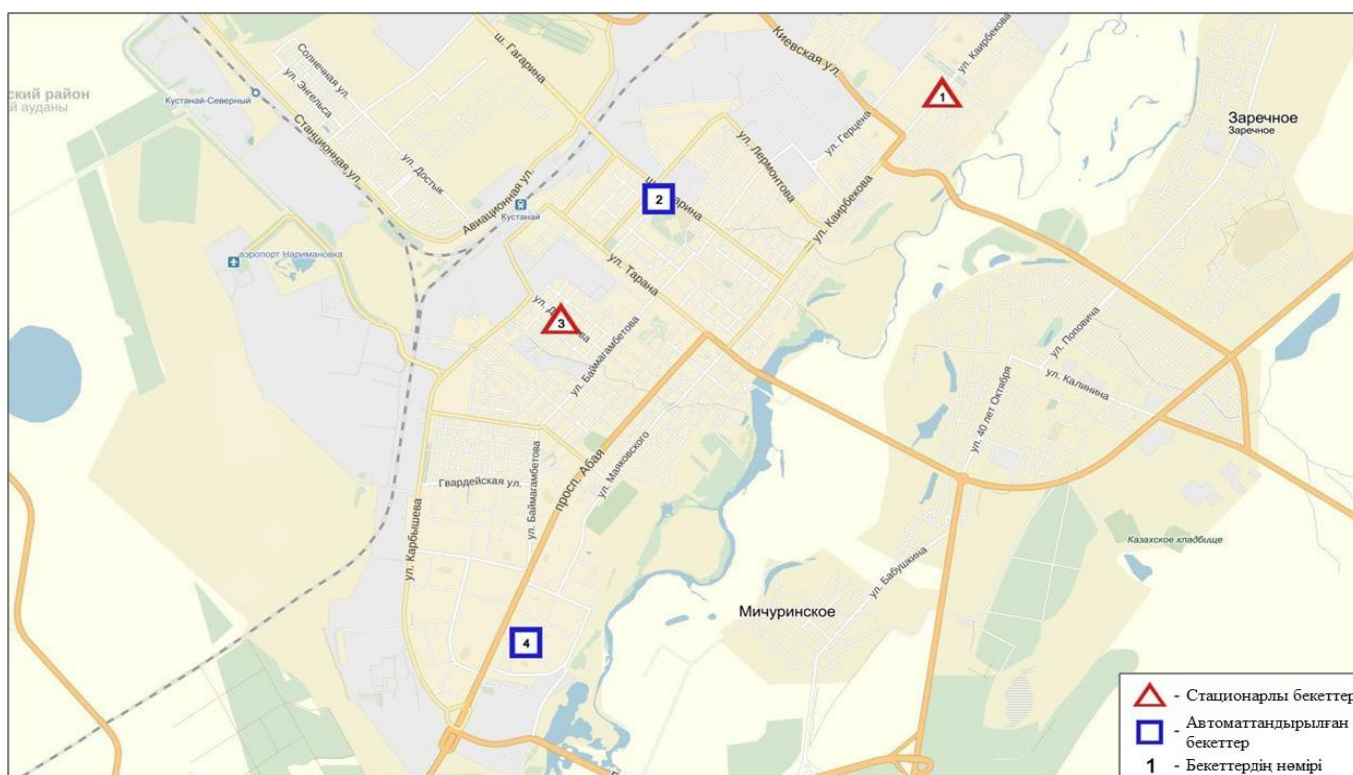 ский район
й ауданы
Кустанай-Северный
Солнечная ул.
ул. Энгельса
Станционная ул.
ул. Достык
Авиационная ул.
ш. Гагарина
Киевская ул.
ул. Каирбекова
1
ул. Герцена
ул. Лермонтова
Заречное
Заречное
2
ш. Гагарина
Кустанай
ул. Каирбекова
аэропорт Наримановка
ул. Тарана
3
ул. Баймагамбетова
ул. Поповича
ул. Калинина
ул. 40 лет Октября
Гвардейская ул.
ул. Баймагамбетова
просп. Абая
ул. Маяковского
ул. Карбышева
Казахское кладбище
ул. Бабушкина
Мичуринское
4
- Стационарлы бекеттер
- Автоматтандырылған
бекеттер
1 - Бекеттердің нөмірі